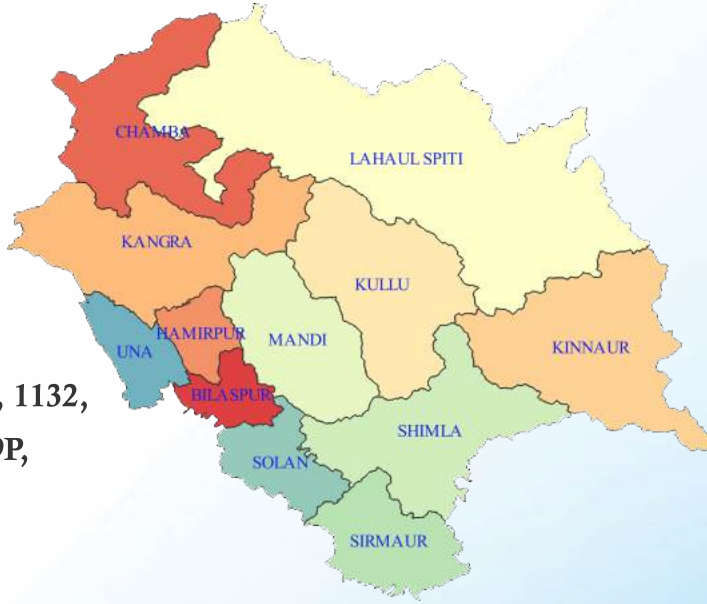 CHAMBA
LAHAUL SPITI
KANGRA
KULLU
HAMIRPUR
MANDI
UNA
KINNAUR
BILASPUR
, 1132,
SHIMLA
P,
SOLAN
SIRMAUR